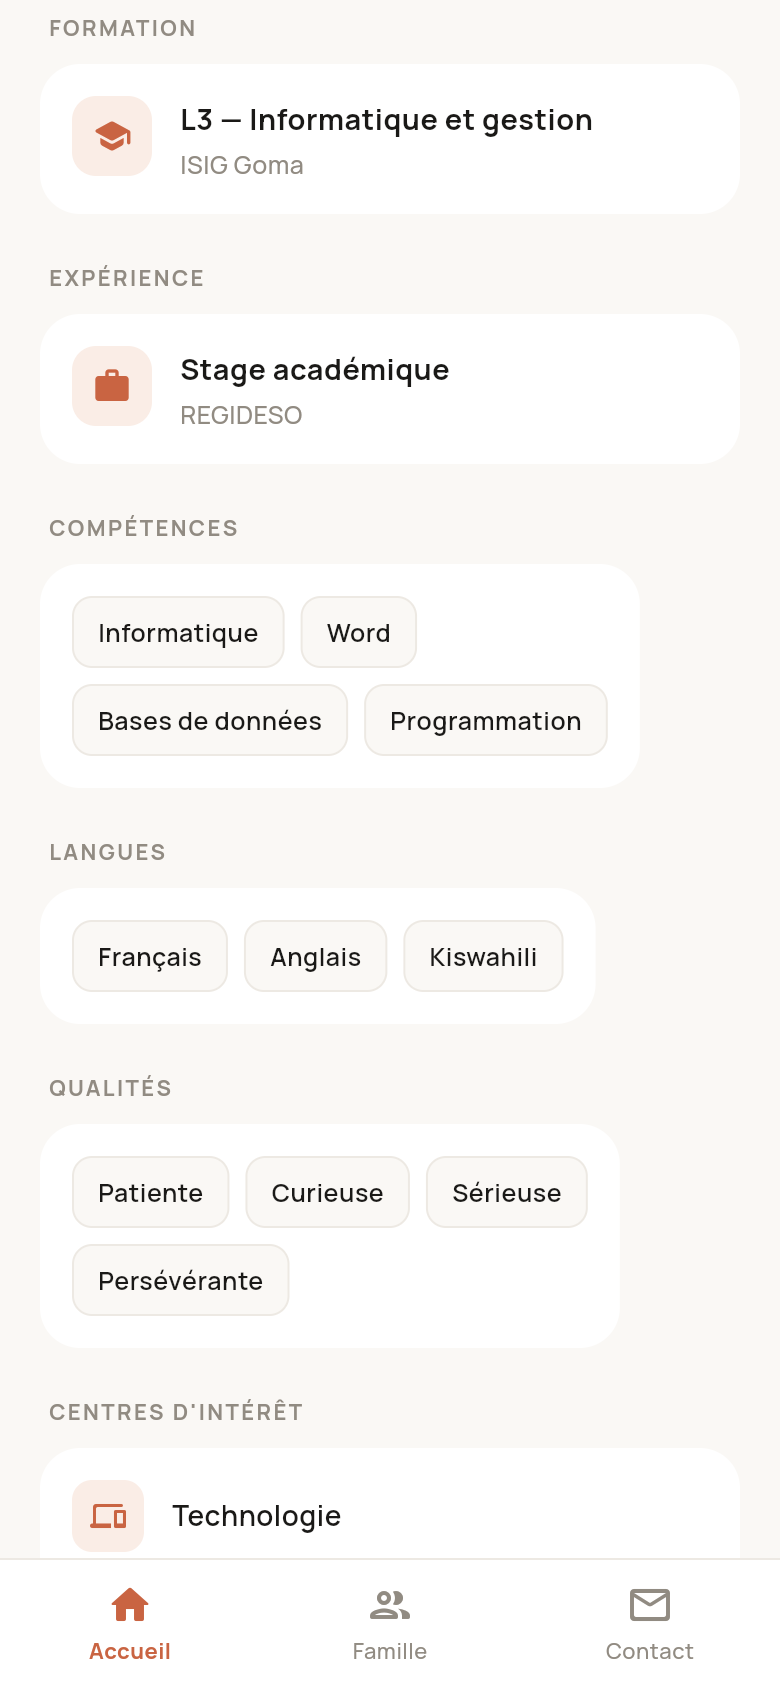 FORMATION
L3 — Informatique et gestion
ISIG Goma
EXPÉRIENCE
Stage académique
REGIDESO
COMPÉTENCES
Informatique Word
Bases de données Programmation
LANGUES
Français Anglais Kiswahili
QUALITÉS
Patiente Curieuse Sérieuse
Persévérante
CENTRES D'INTÉRÊT
Technologie
Accueil Famille Contact